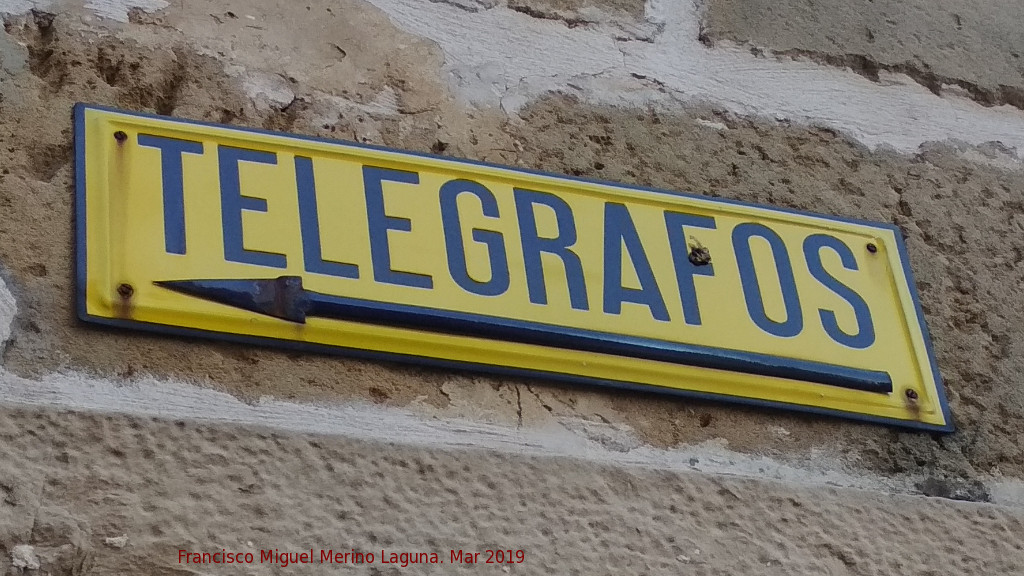 TELEGRAFOS
Francisco Miguel Merino Laguna. Mar 2019